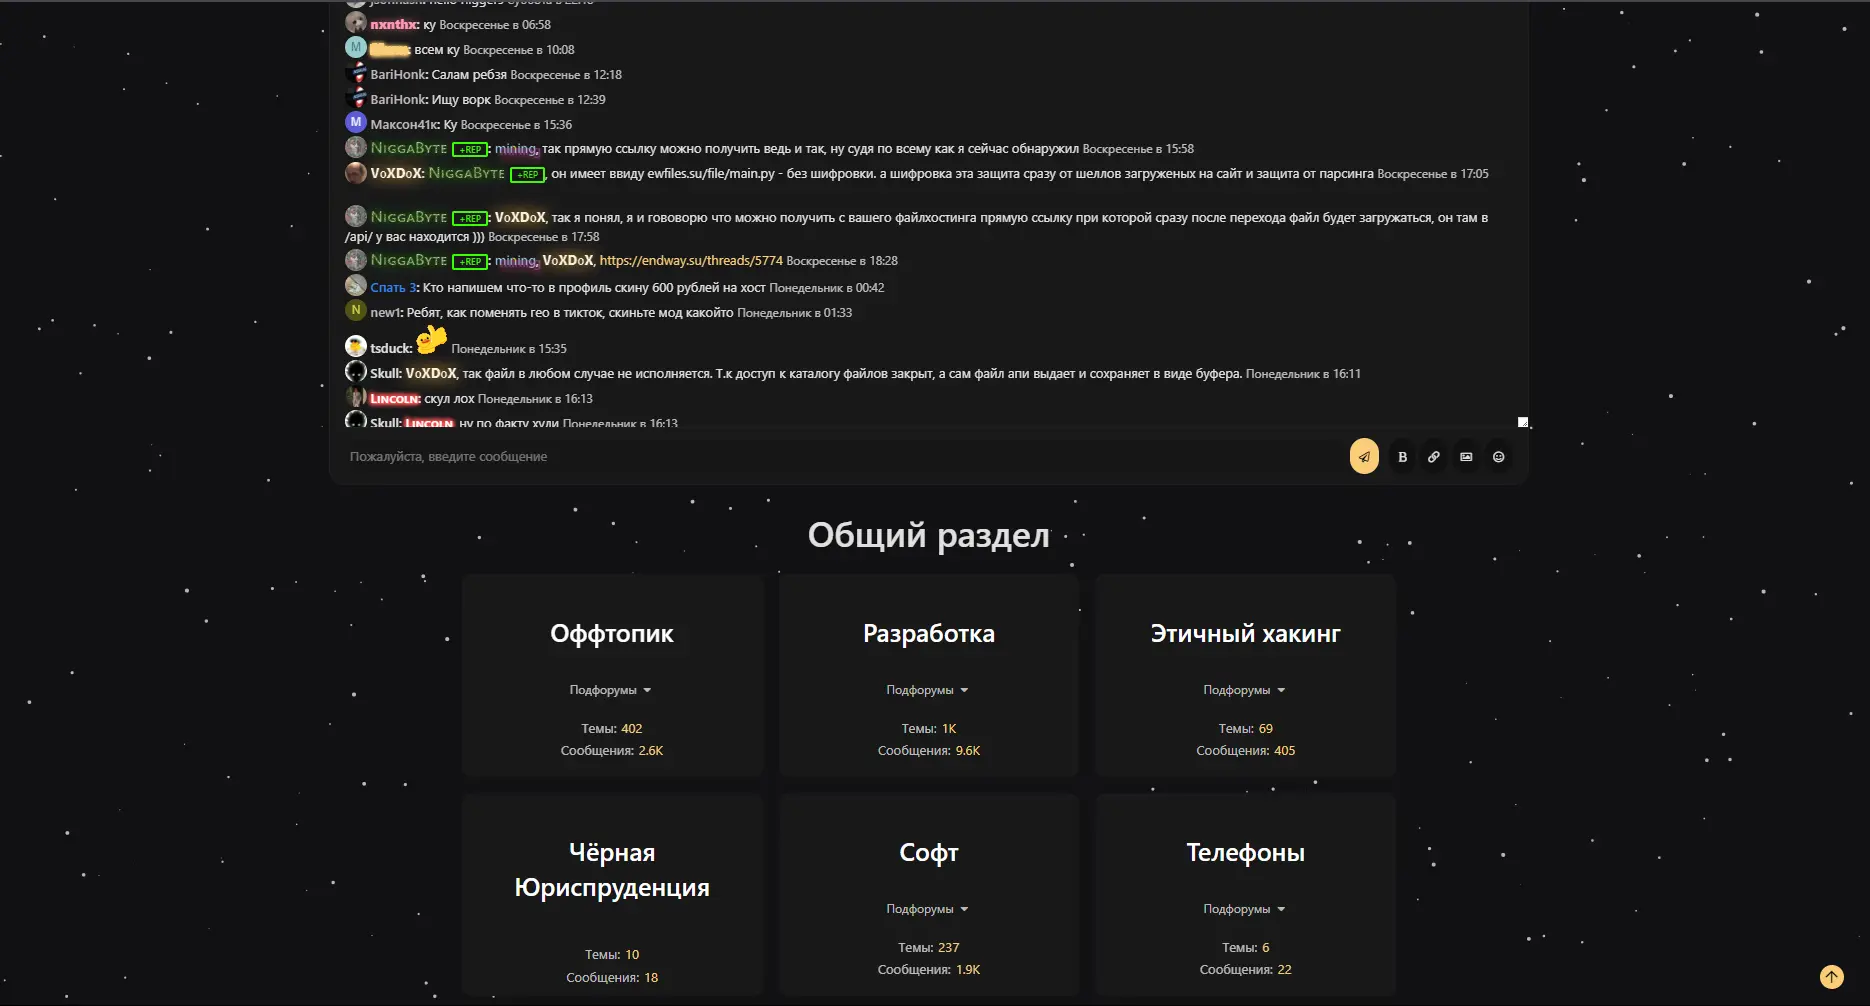 nxnthx: ку Воскресенье в 06:58
M : всем ку Воскресенье в 10:08
BariHonk: Салам ребзя Воскресенье в 12:18
BariHonk: Ищу ворк Воскресенье в 12:39
М Максон41к: Ку Воскресенье в 15:36
NiggaByte +REP: mining, так прямую ссылку можно получить ведь и так, ну судя по всему как я сейчас обнаружил Воскресенье в 15:58
VoXDoX: NiggaByte +REP, он имеет ввиду ewfiles.su/file/main.py - без шифровки. а шифровка эта защита сразу от шеллов загруженых на сайт и защита от парсинга Воскресенье в 17:05
NiggaByte +REP: VoXDoX, так я понял, я и гововорю что можно получить с вашего файлхостинга прямую ссылку при которой сразу после перехода файл будет загружаться, он там в
/api/ у вас находится ))) Воскресенье в 17:58
NiggaByte +REP: mining, VoXDoX, https://endway.su/threads/5774 Воскресенье в 18:28
Спать 3: Кто напишем что-то в профиль скину 600 рублей на хост Понедельник в 00:42
N new1: Ребят, как поменять гео в тикток, скиньте мод какойто Понедельник в 01:33
tsduck: Понедельник в 15:35
Skull: VoXDoX, так файл в любом случае не исполняется. Т.к доступ к каталогу файлов закрыт, а сам файл апи выдает и сохраняет в виде буфера. Понедельник в 16:11
Lincoln: скул лох Понедельник в 16:13
Skull: Lincoln, ну по факту хули Понедельник в 16:13
Пожалуйста, введите сообщение
B
Общий раздел
Оффтопик
Подфорумы
Темы: 402
Сообщения: 2.6K
Разработка
Подфорумы
Темы: 1K
Сообщения: 9.6K
Этичный хакинг
Подфорумы
Темы: 69
Сообщения: 405
Чёрная
Юриспруденция
Темы: 10
Сообщения: 18
Софт
Подфорумы
Темы: 237
Сообщения: 1.9K
Телефоны
Подфорумы
Темы: 6
Сообщения: 22